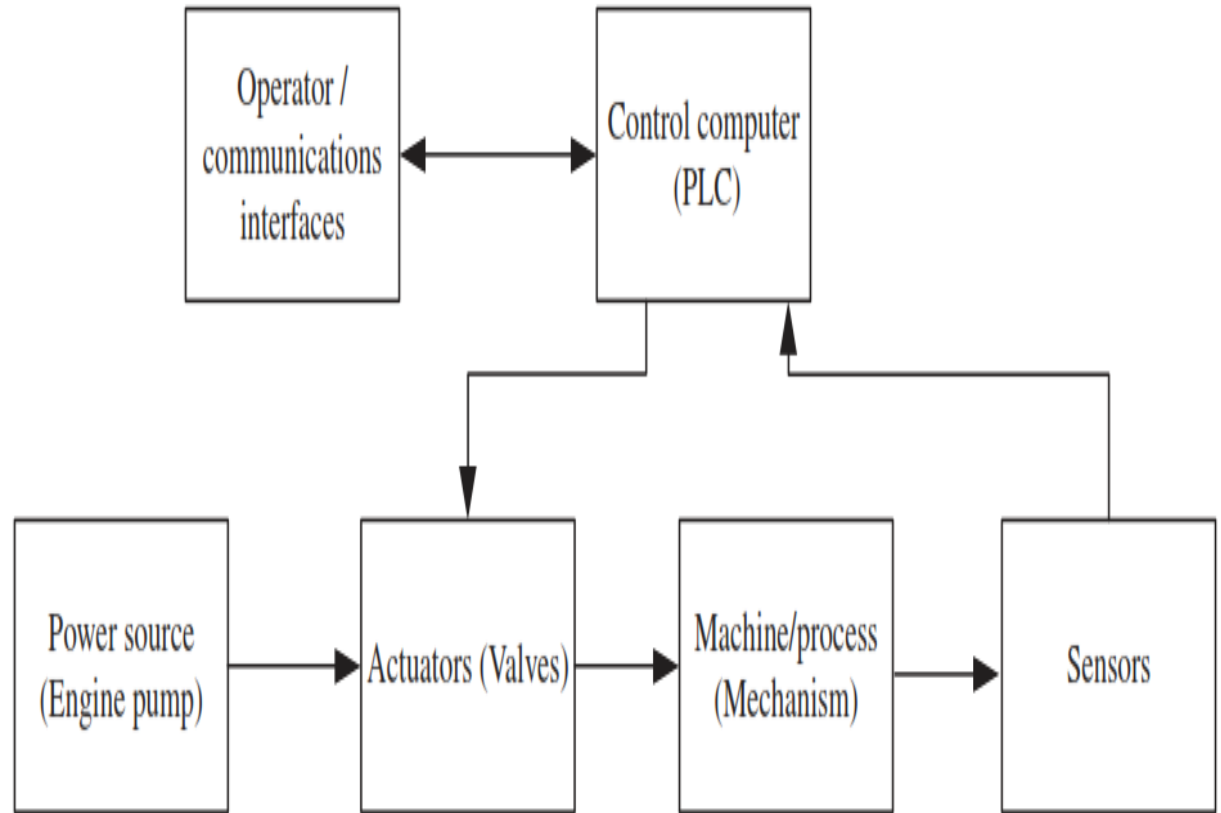 Operator /
communications
interfaces
Control computer
(PLC)
Power source
(Engine pump)
Actuators (Valves)
Machine/process
(Mechanism)
Sensors